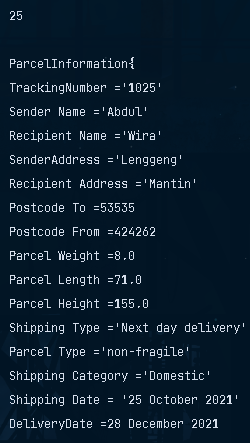 25
ParcelInformation{
TrackingNumber ='1025'
Sender Name ='Abdul'
Recipient Name ='Wira'
SenderAddress ='Lenggeng'
Recipient Address ='Mantin'
Postcode To =53535
Postcode From =424262
Parcel Weight =8.0
Parcel Length =71.0
Parcel Height =155.0
Shipping Type ='Next day delivery'
Parcel Type ='non-fragile'
Shipping Category ='Domestic'
Shipping Date = '25 October 2021'
DeliveryDate =28 December 2021